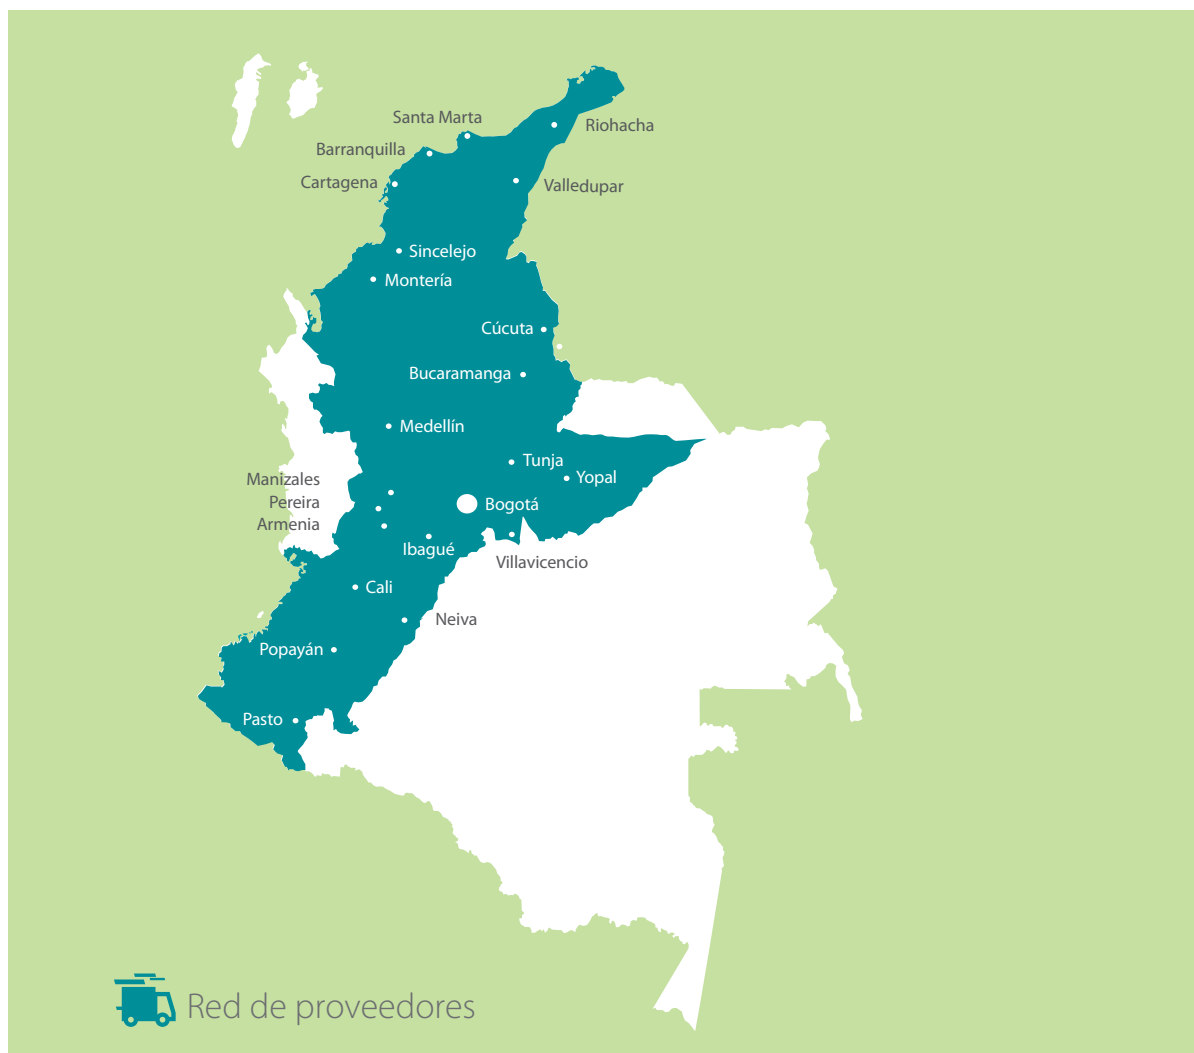 Santa Marta
Riohacha
Barranquilla
Cartagena
Valledupar
Sincelejo
Montería
Cúcuta
Bucaramanga
Medellín
Tunja
Yopal
Manizales
Pereira
Armenia
Bogotá
Ibagué
Villavicencio
Cali
Neiva
Popayán
Pasto
Red de proveedores